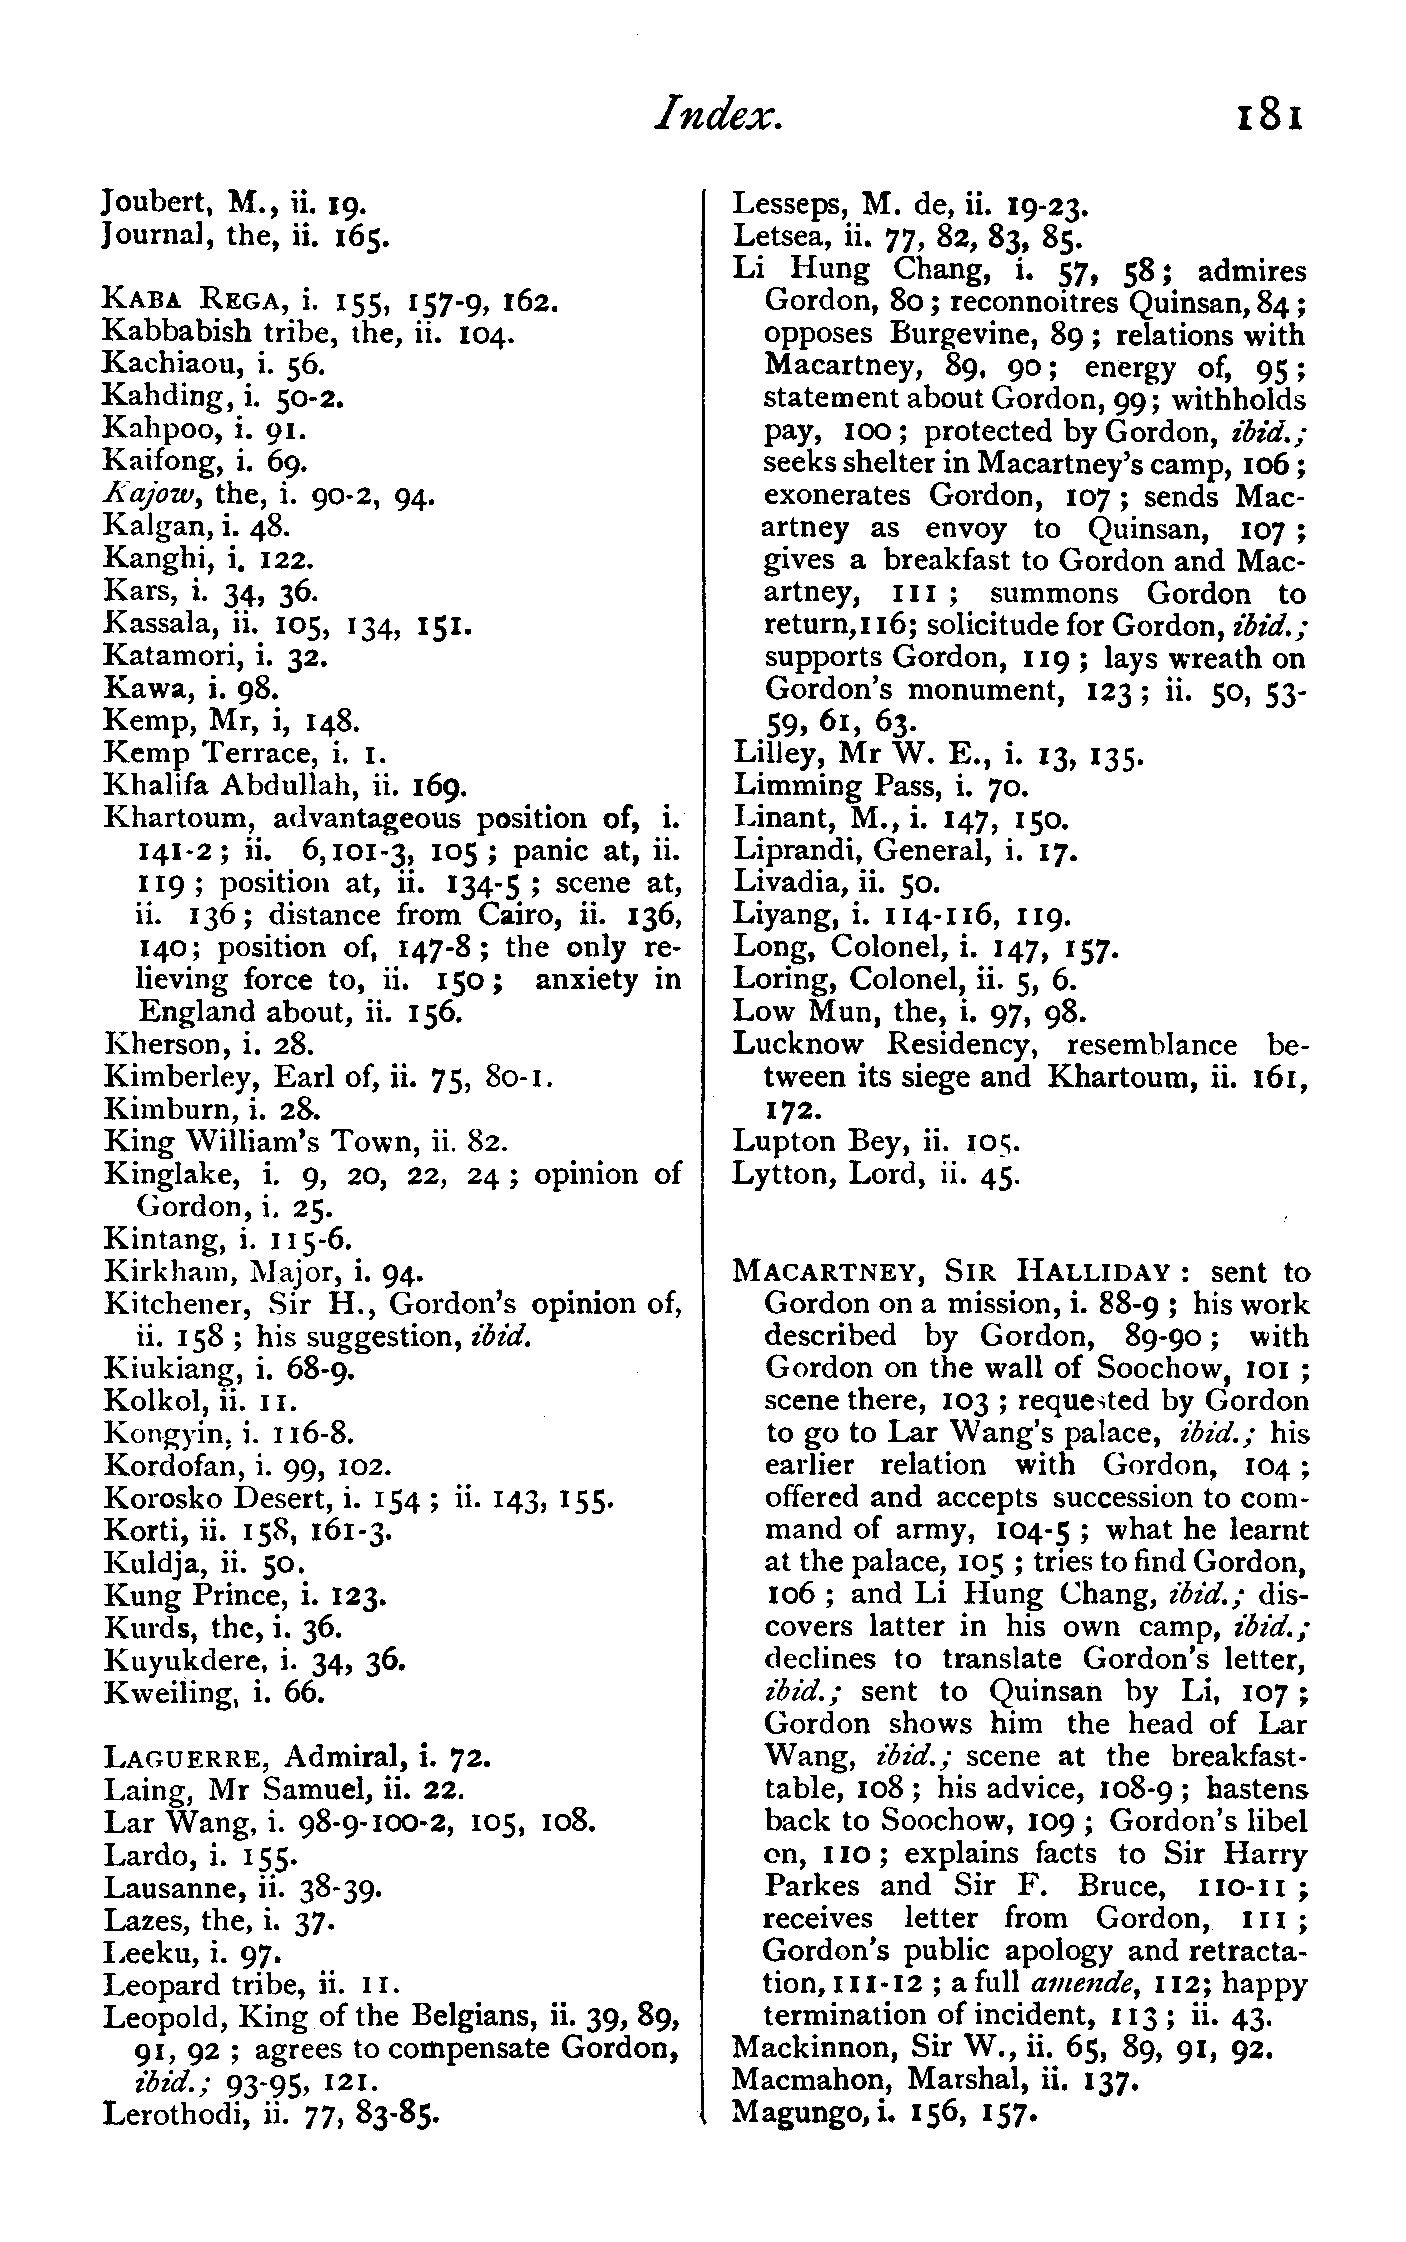 Index.
181
Joubert, M., ii. 19.
Journal, the, ii. 165.
KABA REGA, i. 155, 157-9, 162.
Kabbabish tribe, the, ii. 104.
Kachiaou, i. 56.
Kahding, i. 50-2.
Kahpoo, i. 91.
Kaifong, i. 69.
Kajow, the, i. 90-2, 94.
Kalgan, i. 48.
Kanghi, i. 122.
Kars, i. 34, 36.
Kassala, ii. 105, 134, 151.
Katamori, i. 32.
Kawa, i. 98.
Kemp, Mr, i, 148.
Kemp Terrace, i. 1.
Khalifa Abdullah, ii. 169.
Khartoum, advantageous position of, i.
141-2; ii. 6, 101-3, 105; panic at, ii.
119; position at, ii. 134-5; scene at,
ii. 136; distance from Cairo, ii. 136,
140; position of, 147-8; the only re-
lieving force to, ii. 150; anxiety in
England about, ii. 156.
Kherson, i. 28.
Kimberley, Earl of, ii. 75, 80-1.
Kimburn, i. 28.
King William's Town, ii. 82.
Kinglake, i. 9, 20, 22, 24; opinion of
Gordon, i. 25.
Kintang, i. 115-6.
Kirkham, Major, i. 94.
Kitchener, Sir H., Gordon's opinion of,
ii. 158; his suggestion, ibid.
Kiukiang, i. 68-9.
Kolkol, ii. 11.
Kongyin, i. 116-8.
Kordofan, i. 99, 102.
Korosko Desert, i. 154; ii. 143, 155.
Korti, ii. 158, 161-3.
Kuldja, ii. 50.
Kung Prince, i. 123.
Kurds, the, i. 36.
Kuyukdere, i. 34, 36.
Kweiling, i. 66.
LAGUERRE, Admiral, i. 72.
Laing, Mr Samuel, ii. 22.
Lar Wang, i. 98-9-100-2, 105, 108.
Lardo, i. 155.
Lausanne, ii. 38-39.
Lazes, the, i. 37.
Leeku, i. 97.
Leopard tribe, ii. 11.
Leopold, King of the Belgians, ii. 39, 89,
91, 92; agrees to compensate Gordon,
ibid.; 93-95, 121.
Lerothodi, ii. 77, 83-85.
Lesseps, M. de, ii. 19-23.
Letsea, ii. 77, 82, 83, 85.
Li Hung Chang, i. 57, 58; admires
Gordon, 80; reconnoitres Quinsan, 84;
opposes Burgevine, 89; relations with
Macartney, 89, 90; energy of, 95;
statement about Gordon, 99; withholds
pay, 100; protected by Gordon, ibid.;
seeks shelter in Macartney's camp, 106;
exonerates Gordon, 107; sends Mac-
artney as envoy to Quinsan, 107;
gives a breakfast to Gordon and Mac-
artney, 111; summons Gordon to
return, 116; solicitude for Gordon, ibid.;
supports Gordon, 119; lays wreath on
Gordon's monument, 123; ii. 50, 53-
59, 61, 63.
Lilley, Mr W. E., i. 13, 135.
Limming Pass, i. 70.
Linant, M., i. 147, 150.
Liprandi, General, i. 17.
Livadia, ii. 50.
Liyang, i. 114-116, 119.
Long, Colonel, i. 147, 157.
Loring, Colonel, ii. 5, 6.
Low Mun, the, i. 97, 98.
Lucknow Residency, resemblance be-
tween its siege and Khartoum, ii. 161,
172.
Lupton Bey, ii. 105.
Lytton, Lord, ii. 45.
MACARTNEY, SIR HALLIDAY: sent to
Gordon on a mission, i. 88-9; his work
described by Gordon, 89-90; with
Gordon on the wall of Soochow, 101;
scene there, 103; requested by Gordon
to go to Lar Wang's palace, ibid.; his
earlier relation with Gordon, 104;
offered and accepts succession to com-
mand of army, 104-5; what he learnt
at the palace, 105; tries to find Gordon,
106; and Li Hung Chang, ibid.; dis-
covers latter in his own camp, ibid.;
declines to translate Gordon's letter,
ibid.; sent to Quinsan by Li, 107;
Gordon shows him the head of Lar
Wang, ibid.; scene at the breakfast-
table, 108; his advice, 108-9; hastens
back to Soochow, 109; Gordon's libel
on, 110; explains facts to Sir Harry
Parkes and Sir F. Bruce, 110-11;
receives letter from Gordon, 111;
Gordon's public apology and retracta-
tion, 111-12; a full amende, 112; happy
termination of incident, 113; ii. 43.
Mackinnon, Sir W., ii. 65, 89, 91, 92.
Macmahon, Marshal, ii. 137.
Magungo, i. 156, 157.